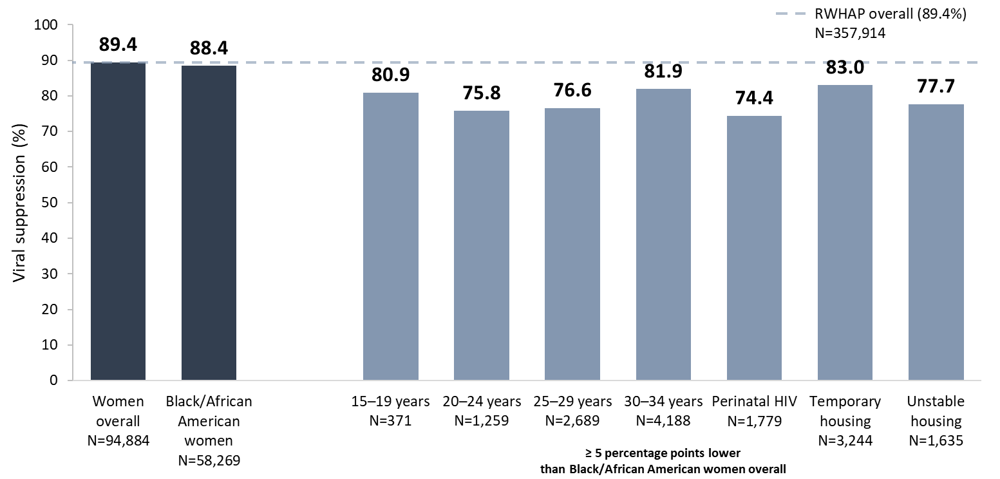 RWHAP overall (89.4%)
N=357,914
Viral suppression (%)
100
90
80
70
60
50
40
30
20
10
0
89.4
88.4
80.9
75.8
76.6
81.9
74.4
83.0
77.7
Women
overall
N=94,884
Black/African
American
women
N=58,269
15–19 years
N=371
20–24 years
N=1,259
25–29 years
N=2,689
30–34 years
N=4,188
Perinatal HIV
N=1,779
Temporary
housing
N=3,244
Unstable
housing
N=1,635
≥ 5 percentage points lower
than Black/African American women overall